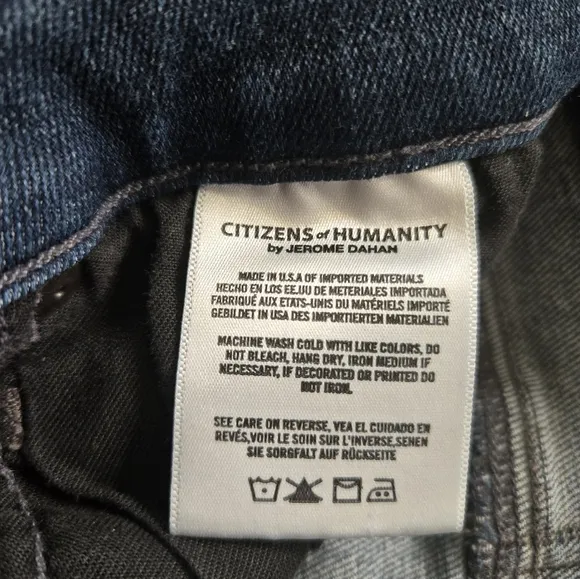 CITIZENS of HUMANITY
by JEROME DAHAN
MADE IN U.S.A OF IMPORTED MATERIALS
HECHO EN LOS EE.UU DE METERIALES IMPORTADA
FABRIQUÉ AUX ETATS-UNIS DU MATÉRIELS IMPORTÉ
GEBILDET IN USA DES IMPORTIERTEN MATERIALIEN
MACHINE WASH COLD WITH LIKE COLORS, DO
NOT BLEACH, HANG DRY, IRON MEDIUM IF
NECESSARY, IF DECORATED OR PRINTED DO
NOT IRON.
SEE CARE ON REVERSE, VEA EL CUIDADO EN
REVÉS,VOIR LE SOIN SUR L'INVERSE,SEHEN
SIE SORGFALT AUF RÜCKSEITE